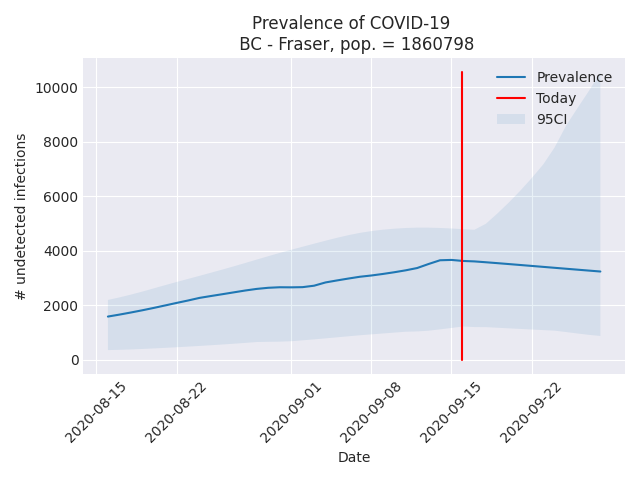 Prevalence of COVID-19
BC - Fraser, pop. = 1860798
Prevalence
Today
95CI
# undetected infections
10000
8000
6000
4000
2000
0
2020-08-15
2020-08-22
2020-09-01
2020-09-08
2020-09-15
2020-09-22
Date